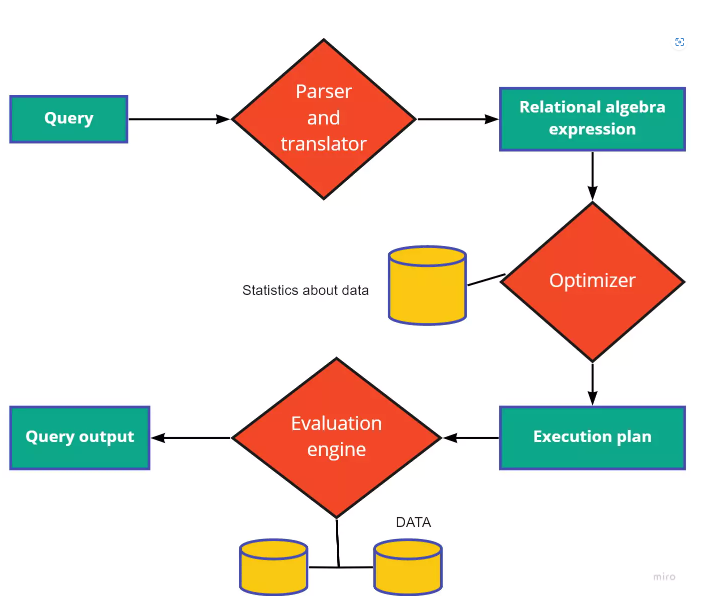 Query
Parser
and
translator
Relational algebra
expression
Statistics about data
Optimizer
Query output
Evaluation
engine
Execution plan
DATA
miro